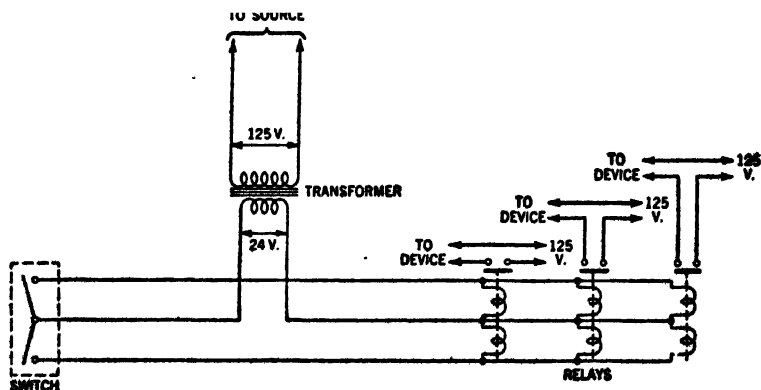 TO SOURCE
125 V.
TRANSFORMER
24 V.
TO DEVICE
125 V.
TO DEVICE
125 V.
TO DEVICE
125 V.
SWITCH
RELAYS